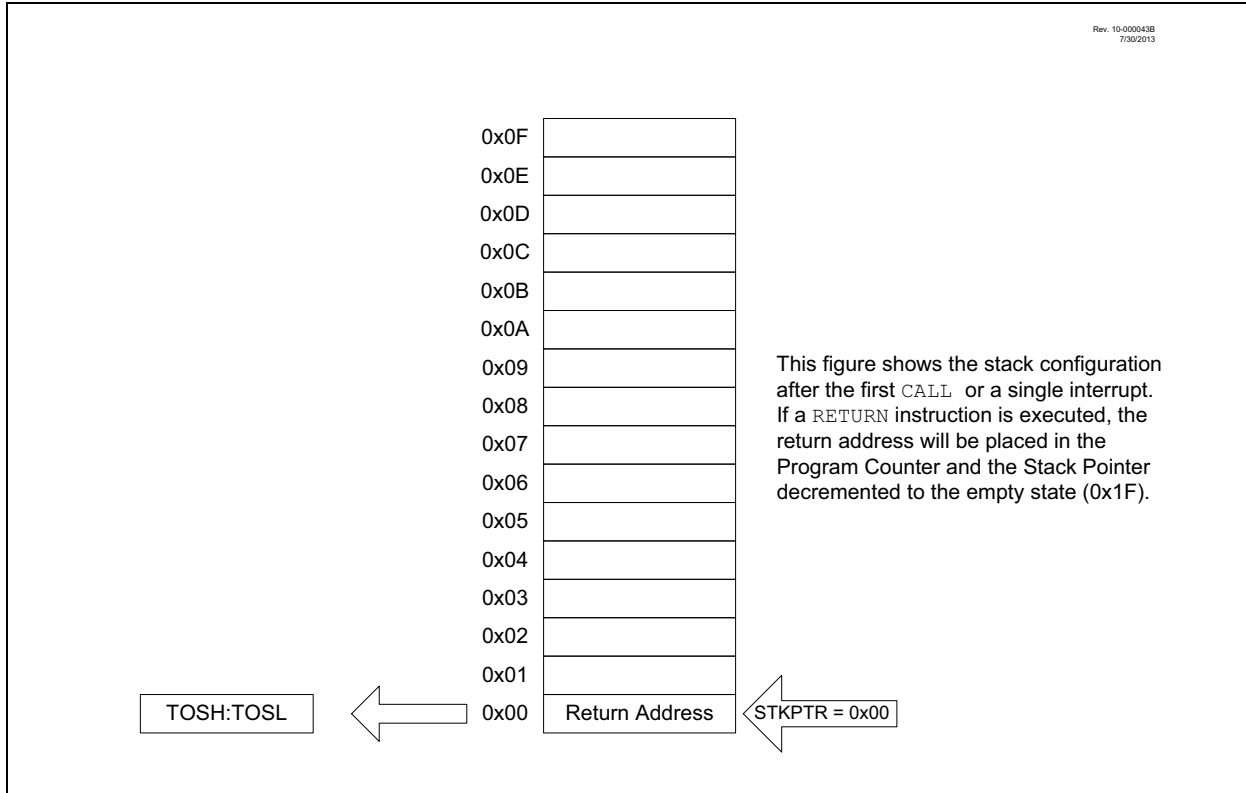 Rev. 10-000043B
7/30/2013
0x0F
0x0E
0x0D
0x0C
0x0B
0x0A
0x09
0x08
0x07
0x06
0x05
0x04
0x03
0x02
0x01
This figure shows the stack configuration
after the first CALL or a single interrupt.
If a RETURN instruction is executed, the
return address will be placed in the
Program Counter and the Stack Pointer
decremented to the empty state (0x1F).
TOSH:TOSL 0x00 Return Address STKPTR = 0x00